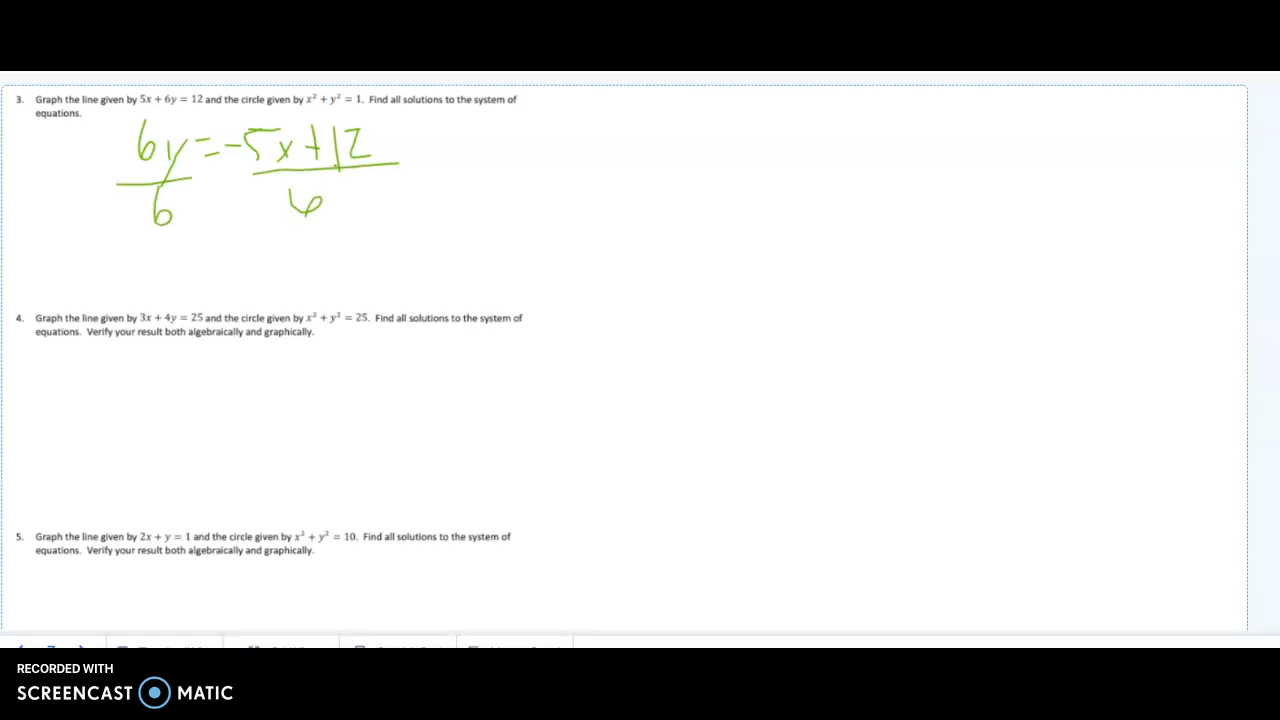 3. Graph the line given by 5x + 6y = 12 and the circle given by x² + y² = 1. Find all solutions to the system of
equations.
6y = -5x + 12
6 6
4. Graph the line given by 3x + 4y = 25 and the circle given by x² + y² = 25. Find all solutions to the system of
equations. Verify your result both algebraically and graphically.
5. Graph the line given by 2x + y = 1 and the circle given by x² + y² = 10. Find all solutions to the system of
equations. Verify your result both algebraically and graphically.
RECORDED WITH
SCREENCAST MATIC